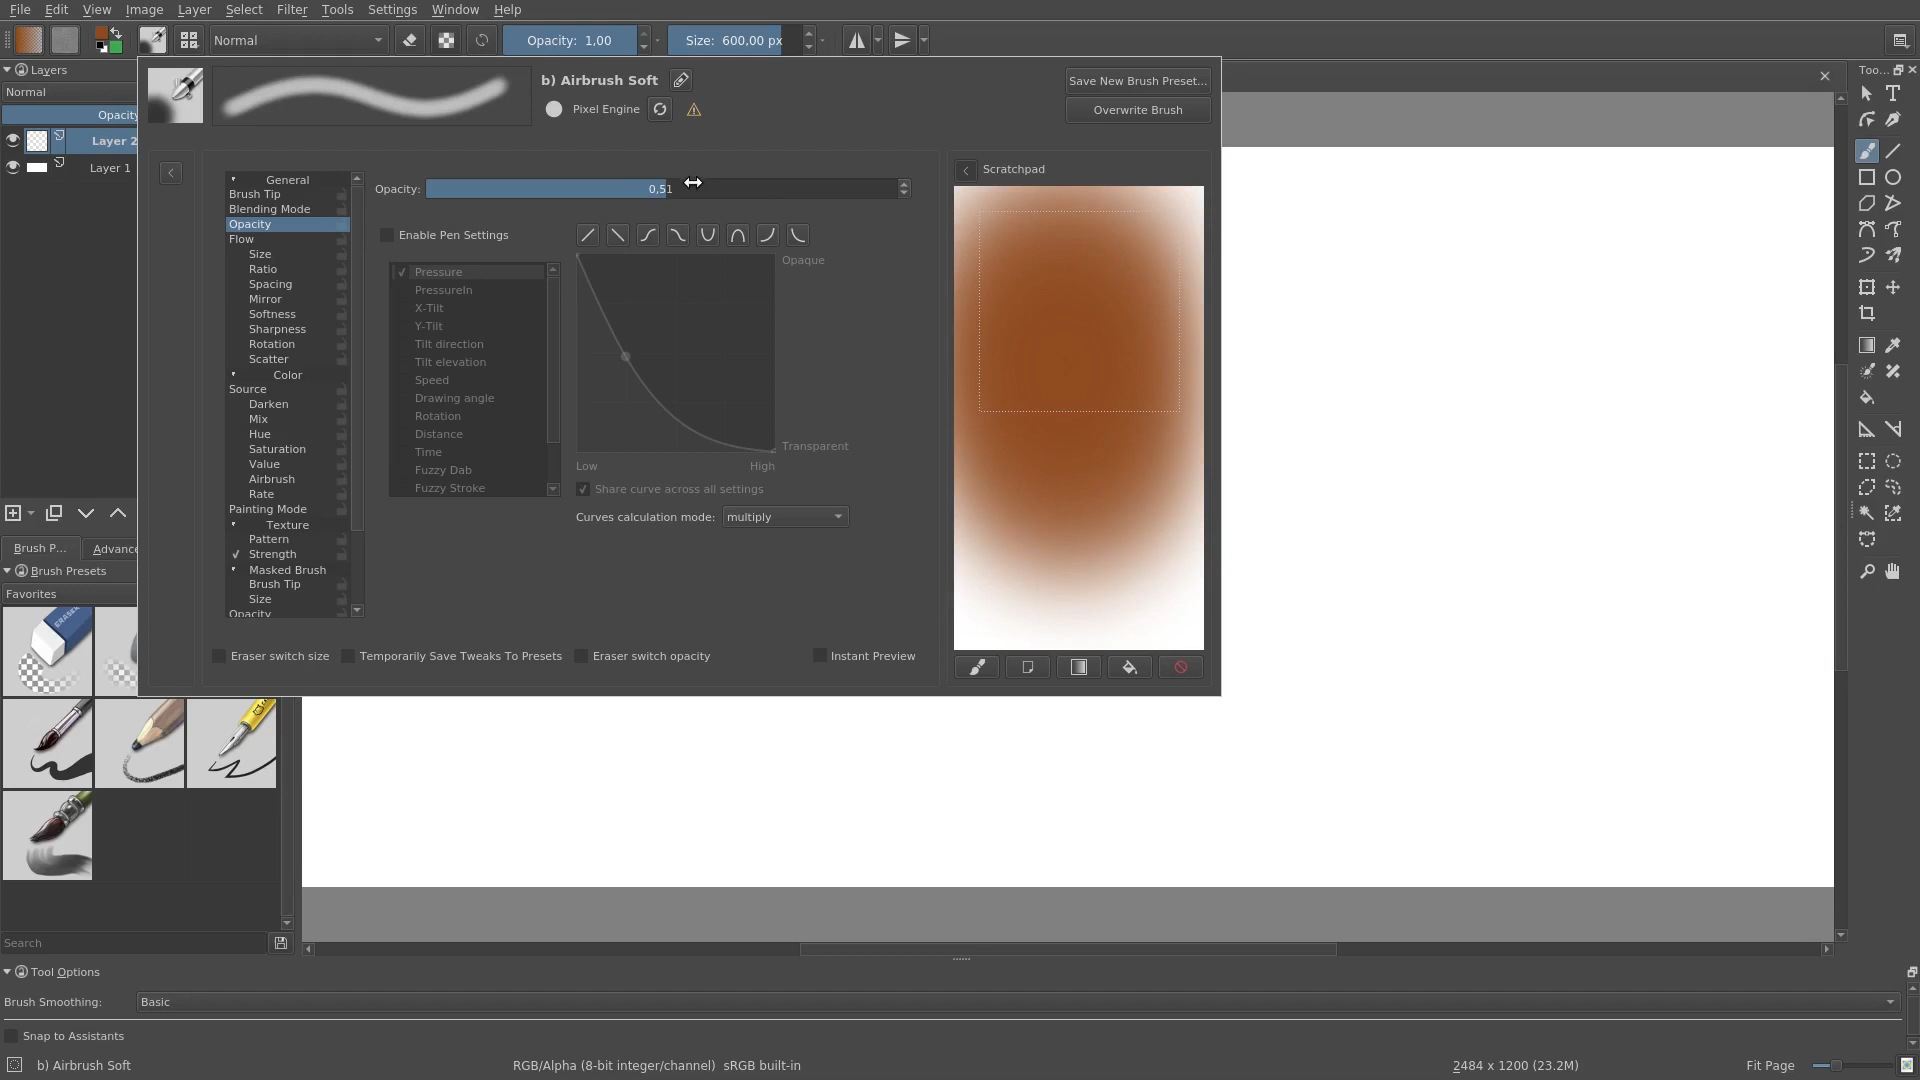 File Edit View Image Layer Select Filter Tools Settings Window Help
Normal Opacity: 1,00 Size: 600,00 px
Layers
Normal
Opacity
Layer 2
Layer 1
b) Airbrush Soft
Pixel Engine
Save New Brush Preset...
Overwrite Brush
General
Brush Tip
Blending Mode
Opacity
Flow
Size
Ratio
Spacing
Mirror
Softness
Sharpness
Rotation
Scatter
Color
Source
Darken
Mix
Hue
Saturation
Value
Airbrush
Rate
Painting Mode
Texture
Pattern
Strength
Masked Brush
Brush Tip
Size
Opacity
Opacity: 0,51
Enable Pen Settings
Pressure
PressureIn
X-Tilt
Y-Tilt
Tilt direction
Tilt elevation
Speed
Drawing angle
Rotation
Distance
Time
Fuzzy Dab
Fuzzy Stroke
Opaque
Transparent
Low High
Share curve across all settings
Curves calculation mode: multiply
Eraser switch size Temporarily Save Tweaks To Presets Eraser switch opacity Instant Preview
Scratchpad
Too...
Brush P... Advanc
Brush Presets
Favorites
ERASER
Search
Tool Options
Brush Smoothing: Basic
Snap to Assistants
b) Airbrush Soft RGB/Alpha (8-bit integer/channel) sRGB built-in 2484 x 1200 (23.2M) Fit Page